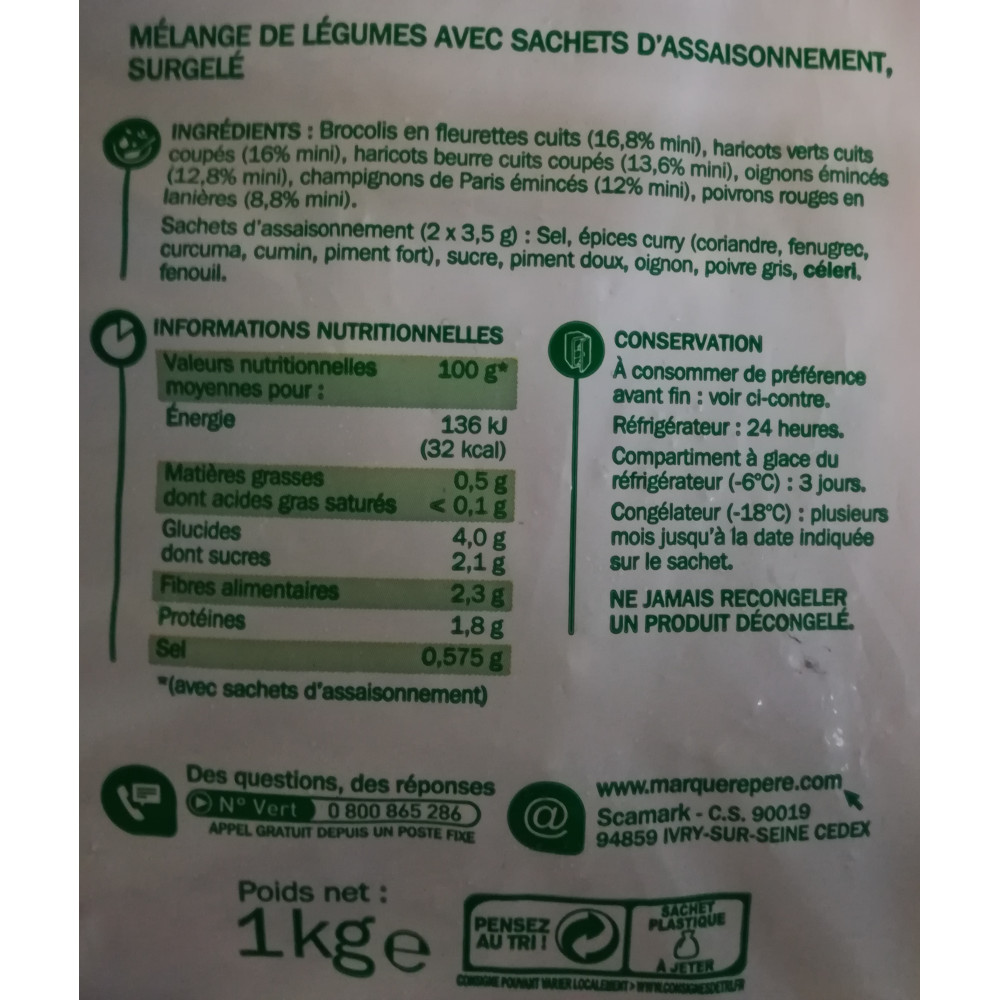 MÉLANGE DE LÉGUMES AVEC SACHETS D'ASSAISONNEMENT,
SURGELÉ
INGRÉDIENTS : Brocolis en fleurettes cuits (16,8% mini), haricots verts cuits
coupés (16% mini), haricots beurre cuits coupés (13,6% mini), oignons émincés
(12,8% mini), champignons de Paris émincés (12% mini), poivrons rouges en
lanières (8,8% mini).
Sachets d'assaisonnement (2 x 3,5 g) : Sel, épices curry (coriandre, fenugrec,
curcuma, cumin, piment fort), sucre, piment doux, oignon, poivre gris, céleri,
fenouil.
INFORMATIONS NUTRITIONNELLES
Valeurs nutritionnelles 100 g*
moyennes pour :
Énergie 136 kJ
(32 kcal)
Matières grasses 0,5 g
dont acides gras saturés < 0,1 g
Glucides 4,0 g
dont sucres 2,1 g
Fibres alimentaires 2,3 g
Protéines 1,8 g
Sel 0,575 g
*(avec sachets d'assaisonnement)
CONSERVATION
À consommer de préférence
avant fin : voir ci-contre.
Réfrigérateur : 24 heures.
Compartiment à glace du
réfrigérateur (-6°C) : 3 jours.
Congélateur (-18°C) : plusieurs
mois jusqu'à la date indiquée
sur le sachet.
NE JAMAIS RECONGELER
UN PRODUIT DÉCONGELÉ.
Des questions, des réponses
N° Vert 0 800 865 286
APPEL GRATUIT DEPUIS UN POSTE FIXE
@
www.marquerepere.com
Scamark - C.S. 90019
94859 IVRY-SUR-SEINE CEDEX
Poids net :
1kg e
PENSEZ
AU TRI !
SACHET
PLASTIQUE
À JETER
CONSIGNE POUVANT VARIER LOCALEMENT > WWW.CONSIGNESDETRI.FR